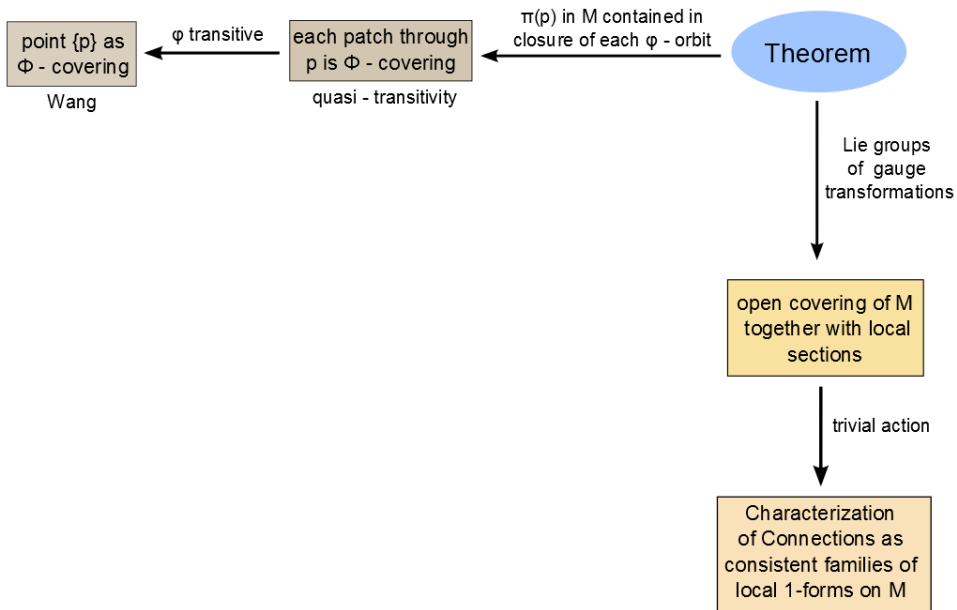 point {p} as
Φ - covering
Wang
φ transitive
each patch through
p is Φ - covering
quasi - transitivity
π(p) in M contained in
closure of each φ - orbit
Theorem
Lie groups
of gauge
transformations
open covering of M
together with local
sections
trivial action
Characterization
of Connections as
consistent families of
local 1-forms on M